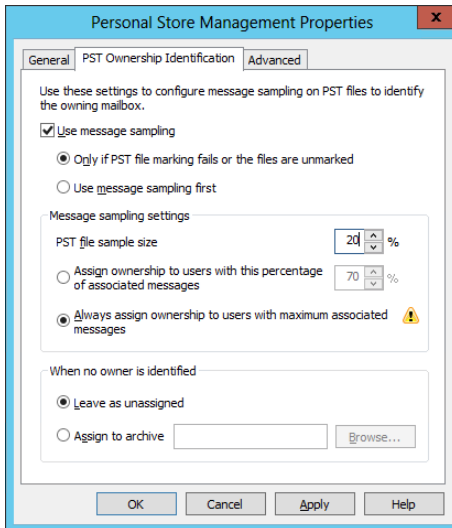 Personal Store Management Properties
x
General
PST Ownership Identification
Advanced
Use these settings to configure message sampling on PST files to identify
the owning mailbox.
Use message sampling
Only if PST file marking fails or the files are unmarked
Use message sampling first
Message sampling settings
PST file sample size
20 %
Assign ownership to users with this percentage
of associated messages
70 %
Always assign ownership to users with maximum associated
messages
When no owner is identified
Leave as unassigned
Assign to archive
Browse...
OK
Cancel
Apply
Help